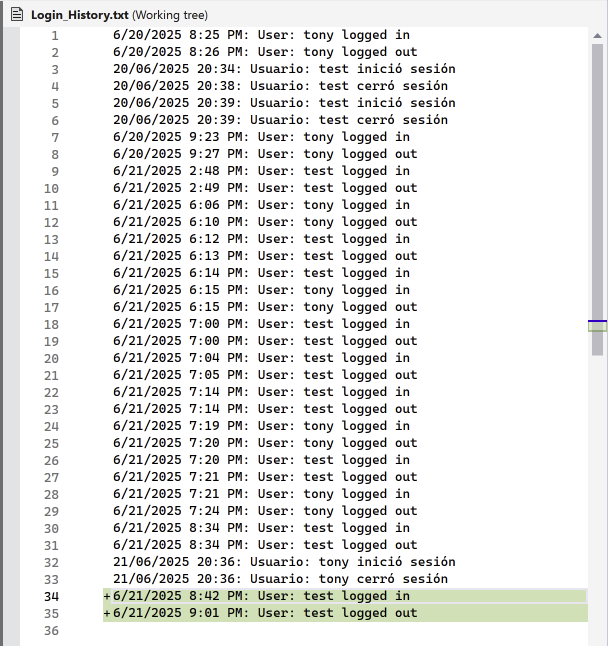 Login_History.txt (Working tree)
1 6/20/2025 8:25 PM: User: tony logged in
2 6/20/2025 8:26 PM: User: tony logged out
3 20/06/2025 20:34: Usuario: test inició sesión
4 20/06/2025 20:38: Usuario: test cerró sesión
5 20/06/2025 20:39: Usuario: test inició sesión
6 20/06/2025 20:39: Usuario: test cerró sesión
7 6/20/2025 9:23 PM: User: tony logged in
8 6/20/2025 9:27 PM: User: tony logged out
9 6/21/2025 2:48 PM: User: test logged in
10 6/21/2025 2:49 PM: User: test logged out
11 6/21/2025 6:06 PM: User: tony logged in
12 6/21/2025 6:10 PM: User: tony logged out
13 6/21/2025 6:12 PM: User: test logged in
14 6/21/2025 6:13 PM: User: test logged out
15 6/21/2025 6:14 PM: User: test logged in
16 6/21/2025 6:15 PM: User: tony logged in
17 6/21/2025 6:15 PM: User: tony logged out
18 6/21/2025 7:00 PM: User: test logged in
19 6/21/2025 7:00 PM: User: test logged out
20 6/21/2025 7:04 PM: User: test logged in
21 6/21/2025 7:05 PM: User: test logged out
22 6/21/2025 7:14 PM: User: test logged in
23 6/21/2025 7:14 PM: User: test logged out
24 6/21/2025 7:19 PM: User: tony logged in
25 6/21/2025 7:20 PM: User: tony logged out
26 6/21/2025 7:20 PM: User: test logged in
27 6/21/2025 7:21 PM: User: test logged out
28 6/21/2025 7:21 PM: User: tony logged in
29 6/21/2025 7:24 PM: User: tony logged out
30 6/21/2025 8:34 PM: User: test logged in
31 6/21/2025 8:34 PM: User: test logged out
32 21/06/2025 20:36: Usuario: tony inició sesión
33 21/06/2025 20:36: Usuario: tony cerró sesión
34 +6/21/2025 8:42 PM: User: test logged in
35 +6/21/2025 9:01 PM: User: test logged out
36